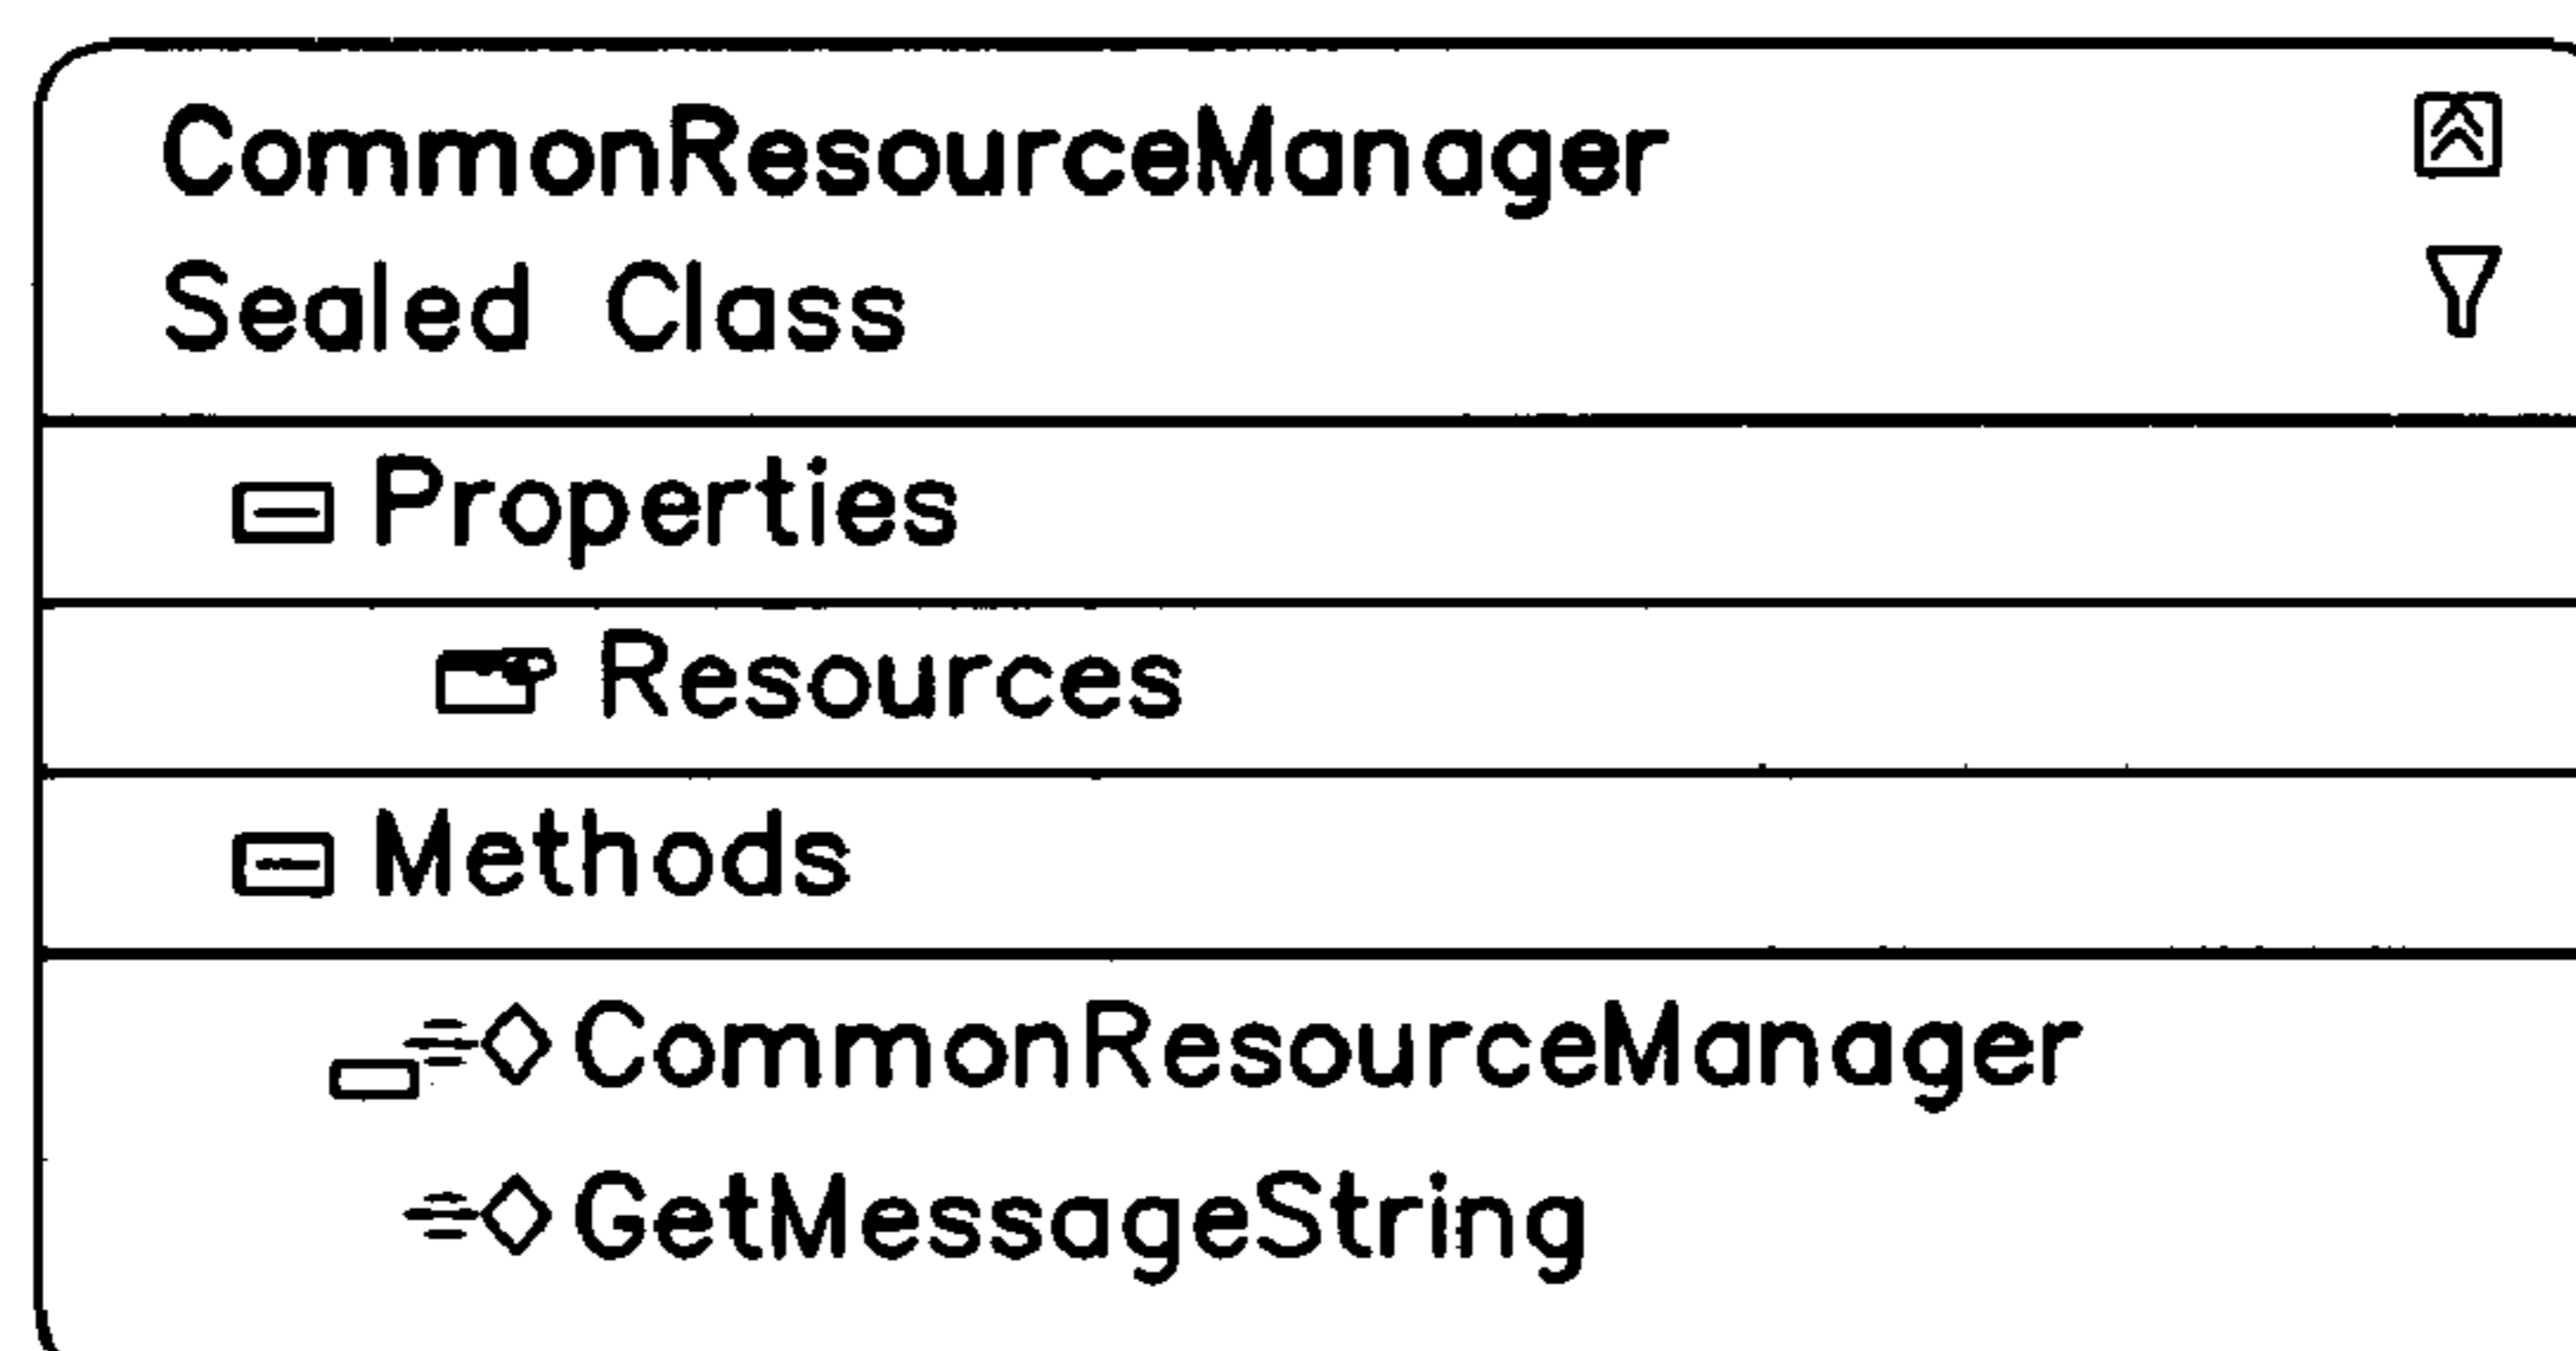 CommonResourceManager
Sealed Class
Properties
Resources
Methods
CommonResourceManager
GetMessageString